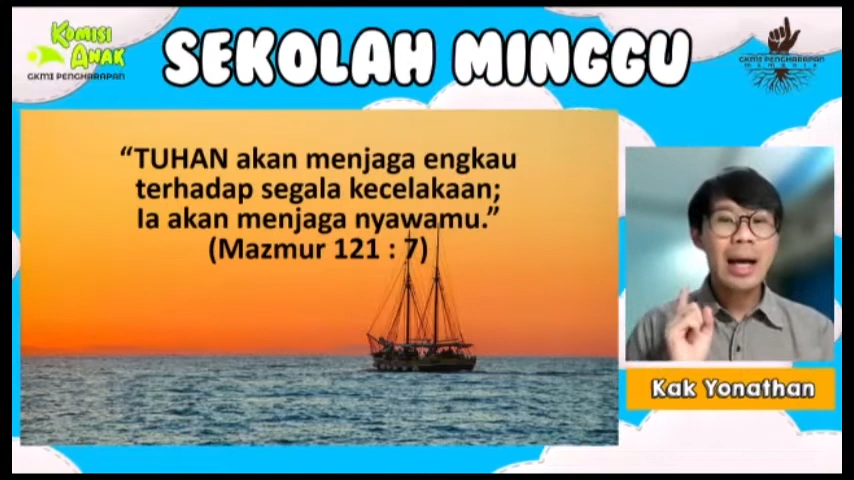 KOMISI
ANAK
GKMI PENGHARAPAN
SEKOLAH MINGGU
GKMI PENGHARAPAN
“TUHAN akan menjaga engkau
terhadap segala kecelakaan;
Ia akan menjaga nyawamu.”
(Mazmur 121 : 7)
Kak Yonathan